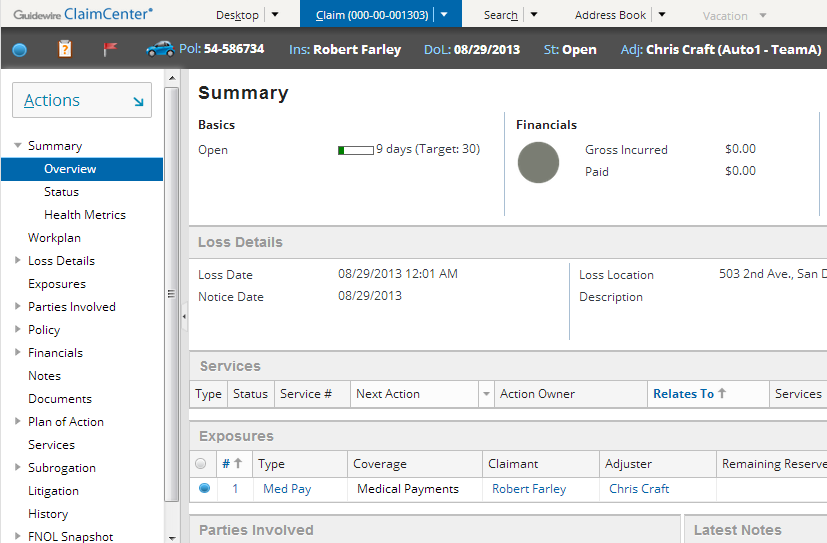 Guidewire ClaimCenter® Desktop Claim (000-00-001303) Search Address Book Vacation
Pol: 54-586734 Ins: Robert Farley DoL: 08/29/2013 St: Open Adj: Chris Craft (Auto1 - TeamA)
Actions
Summary
Overview
Status
Health Metrics
Workplan
Loss Details
Exposures
Parties Involved
Policy
Financials
Notes
Documents
Plan of Action
Services
Subrogation
Litigation
History
FNOL Snapshot
Summary
Basics
Open 9 days (Target: 30)
Financials
Gross Incurred $0.00
Paid $0.00
Loss Details
Loss Date 08/29/2013 12:01 AM
Notice Date 08/29/2013
Loss Location 503 2nd Ave., San D
Description
Services
Type Status Service # Next Action Action Owner Relates To ↑ Services
Exposures
# ↑ Type Coverage Claimant Adjuster Remaining Reserve
1 Med Pay Medical Payments Robert Farley Chris Craft
Parties Involved
Latest Notes